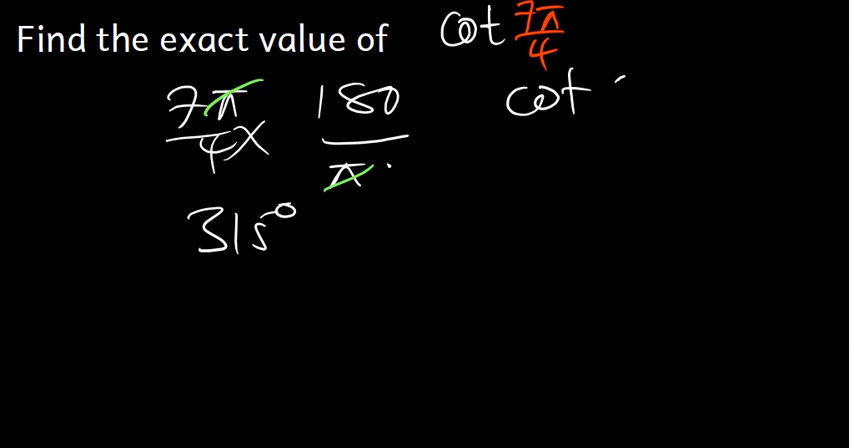 Find the exact value of cot 7π/4
7π/4 × 180/π.
cot
315°